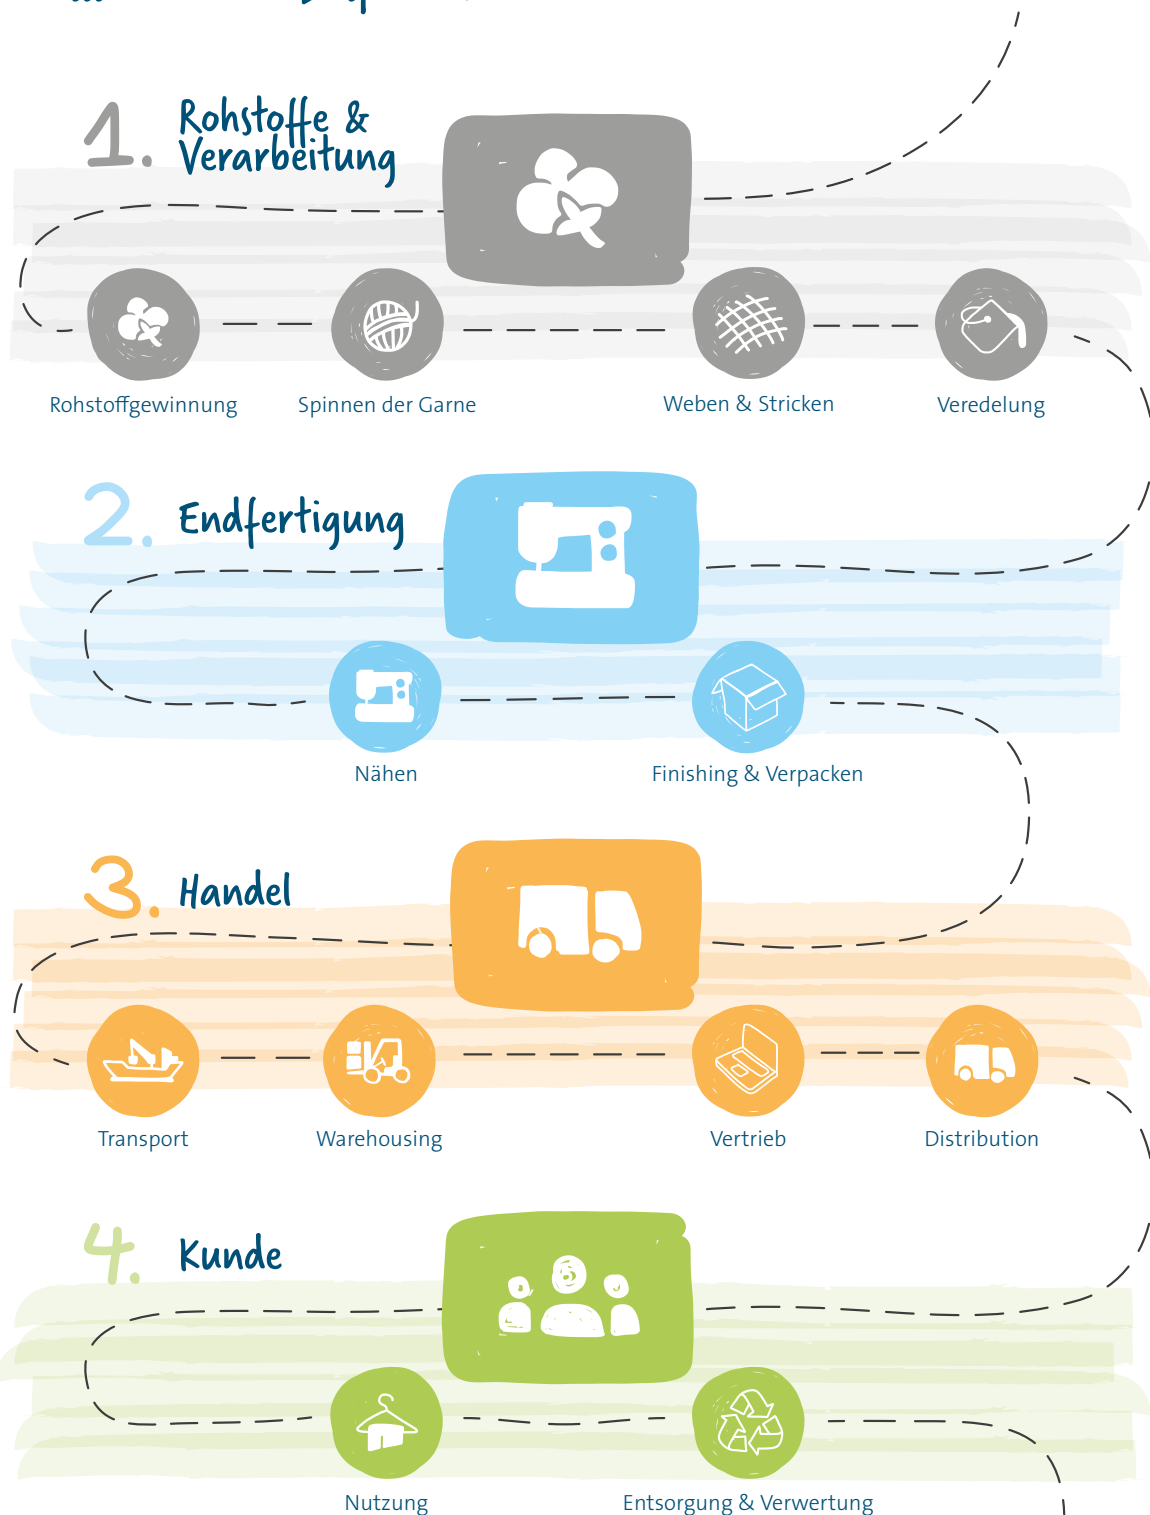 1. Rohstoffe &
Verarbeitung
Rohstoffgewinnung
Spinnen der Garne
Weben & Stricken
Veredelung
2. Endfertigung
Nähen
Finishing & Verpacken
3. Handel
Transport
Warehousing
Vertrieb
Distribution
4. Kunde
Nutzung
Entsorgung & Verwertung